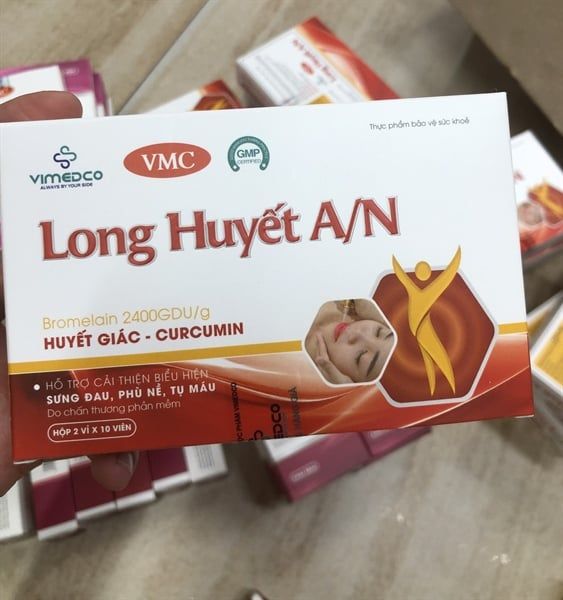 Thực phẩm bảo vệ sức khoẻ
VIMEDCO
ALWAYS BY YOUR SIDE
VMC
GMP
CERTIFIED
Long Huyết A/N
Bromelain 2400GDU/g
HUYẾT GIÁC - CURCUMIN
• HỖ TRỢ CẢI THIỆN BIỂU HIỆN
SƯNG ĐAU, PHÙ NỀ, TỤ MÁU
Do chấn thương phần mềm
HỘP 2 VỈ X 10 VIÊN